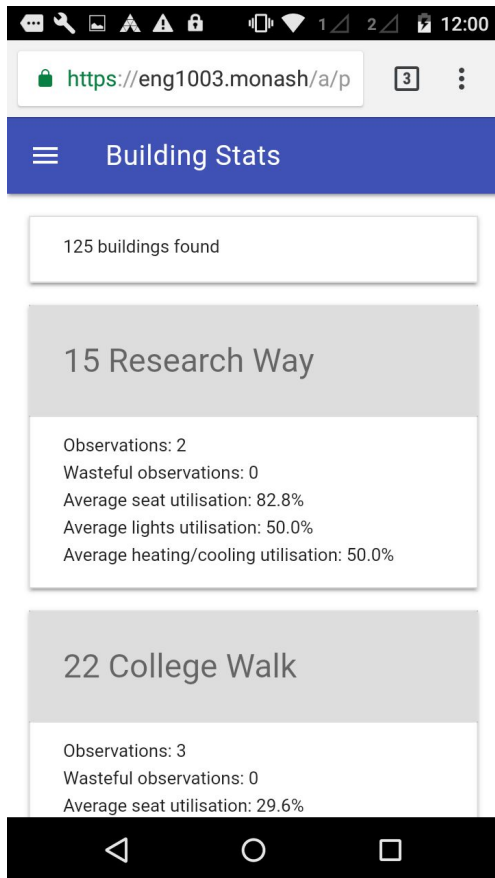 1 2 12:00
https://eng1003.monash/a/p 3
Building Stats
125 buildings found
15 Research Way
Observations: 2
Wasteful observations: 0
Average seat utilisation: 82.8%
Average lights utilisation: 50.0%
Average heating/cooling utilisation: 50.0%
22 College Walk
Observations: 3
Wasteful observations: 0
Average seat utilisation: 29.6%